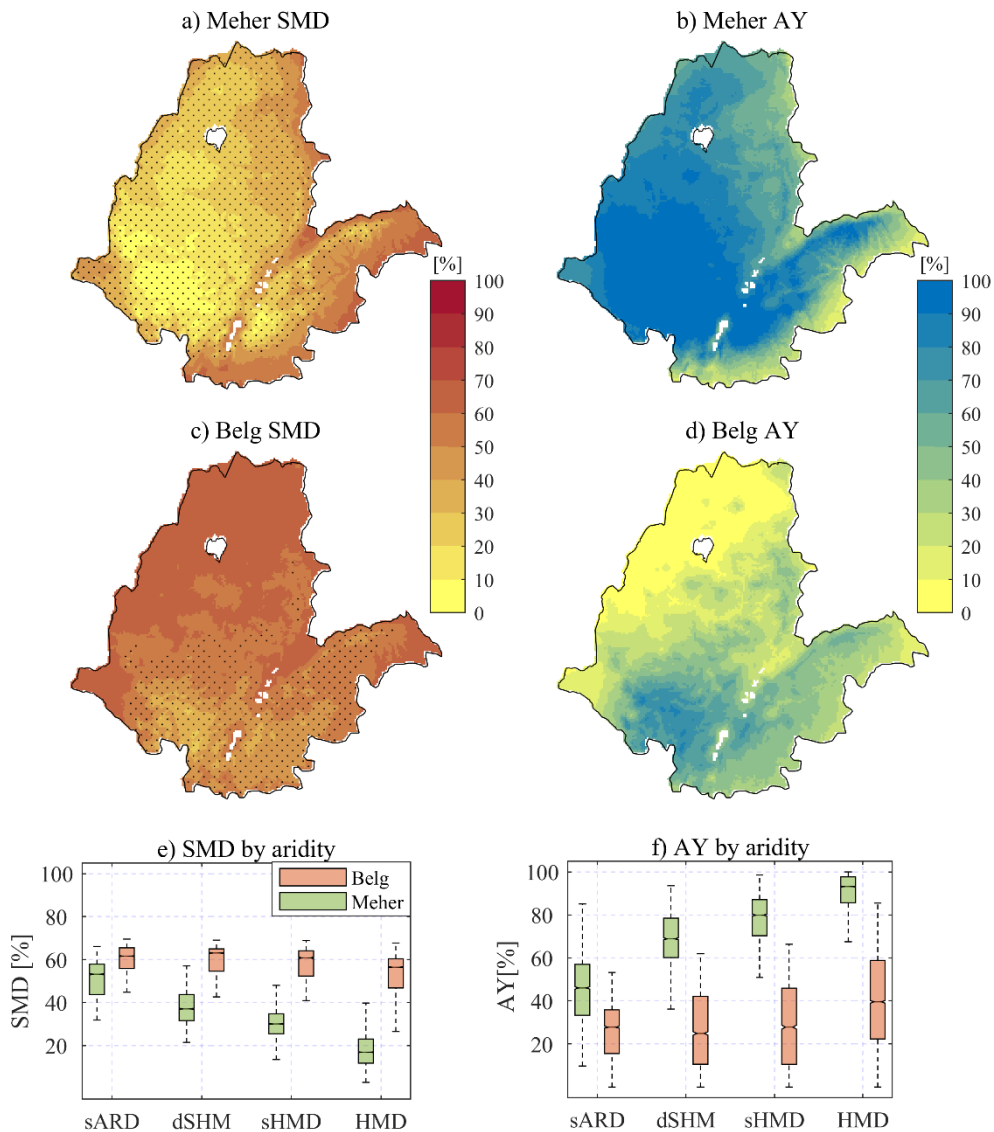 a) Meher SMD
b) Meher AY
[%]
100
90
80
70
60
50
40
30
20
10
0
[%]
100
90
80
70
60
50
40
30
20
10
0
c) Belg SMD
d) Belg AY
e) SMD by aridity
SMD [%]
100
80
60
40
20
Belg
Meher
sARD dSHM sHMD HMD
f) AY by aridity
AY[%]
100
80
60
40
20
sARD dSHM sHMD HMD